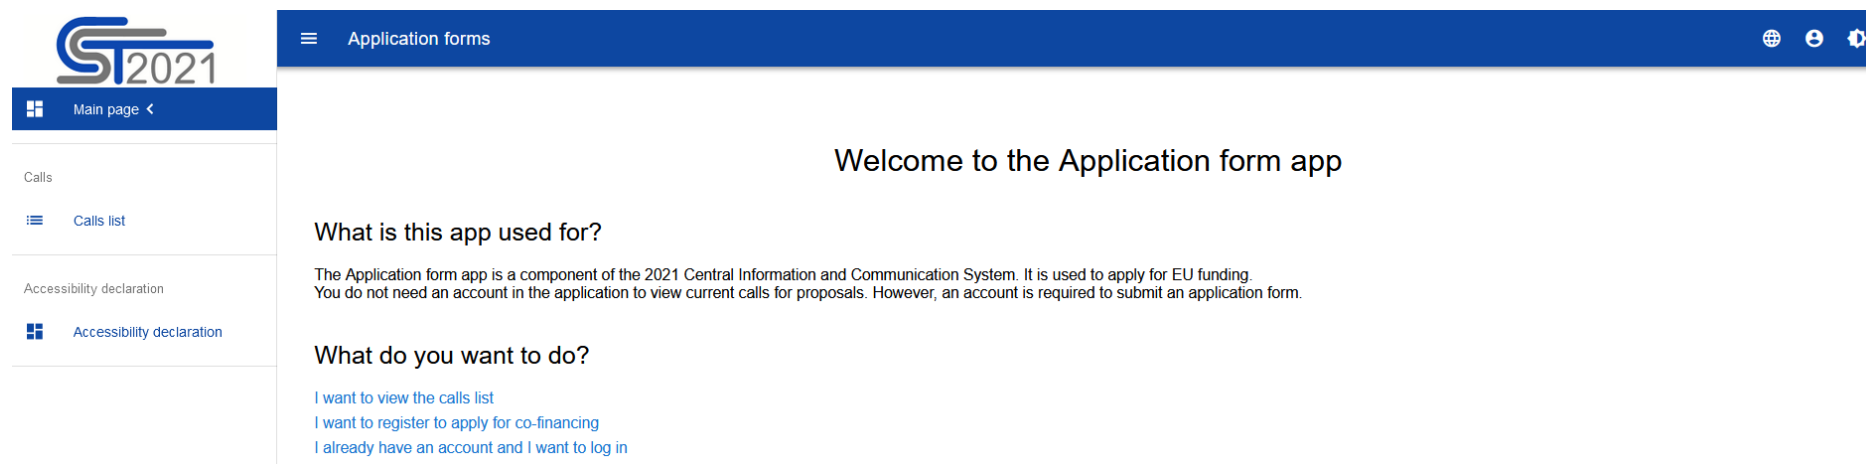 CST2021
Application forms
Main page
Welcome to the Application form app
Calls
Calls list
What is this app used for?
The Application form app is a component of the 2021 Central Information and Communication System. It is used to apply for EU funding.
You do not need an account in the application to view current calls for proposals. However, an account is required to submit an application form.
Accessibility declaration
Accessibility declaration
What do you want to do?
I want to view the calls list
I want to register to apply for co-financing
I already have an account and I want to log in